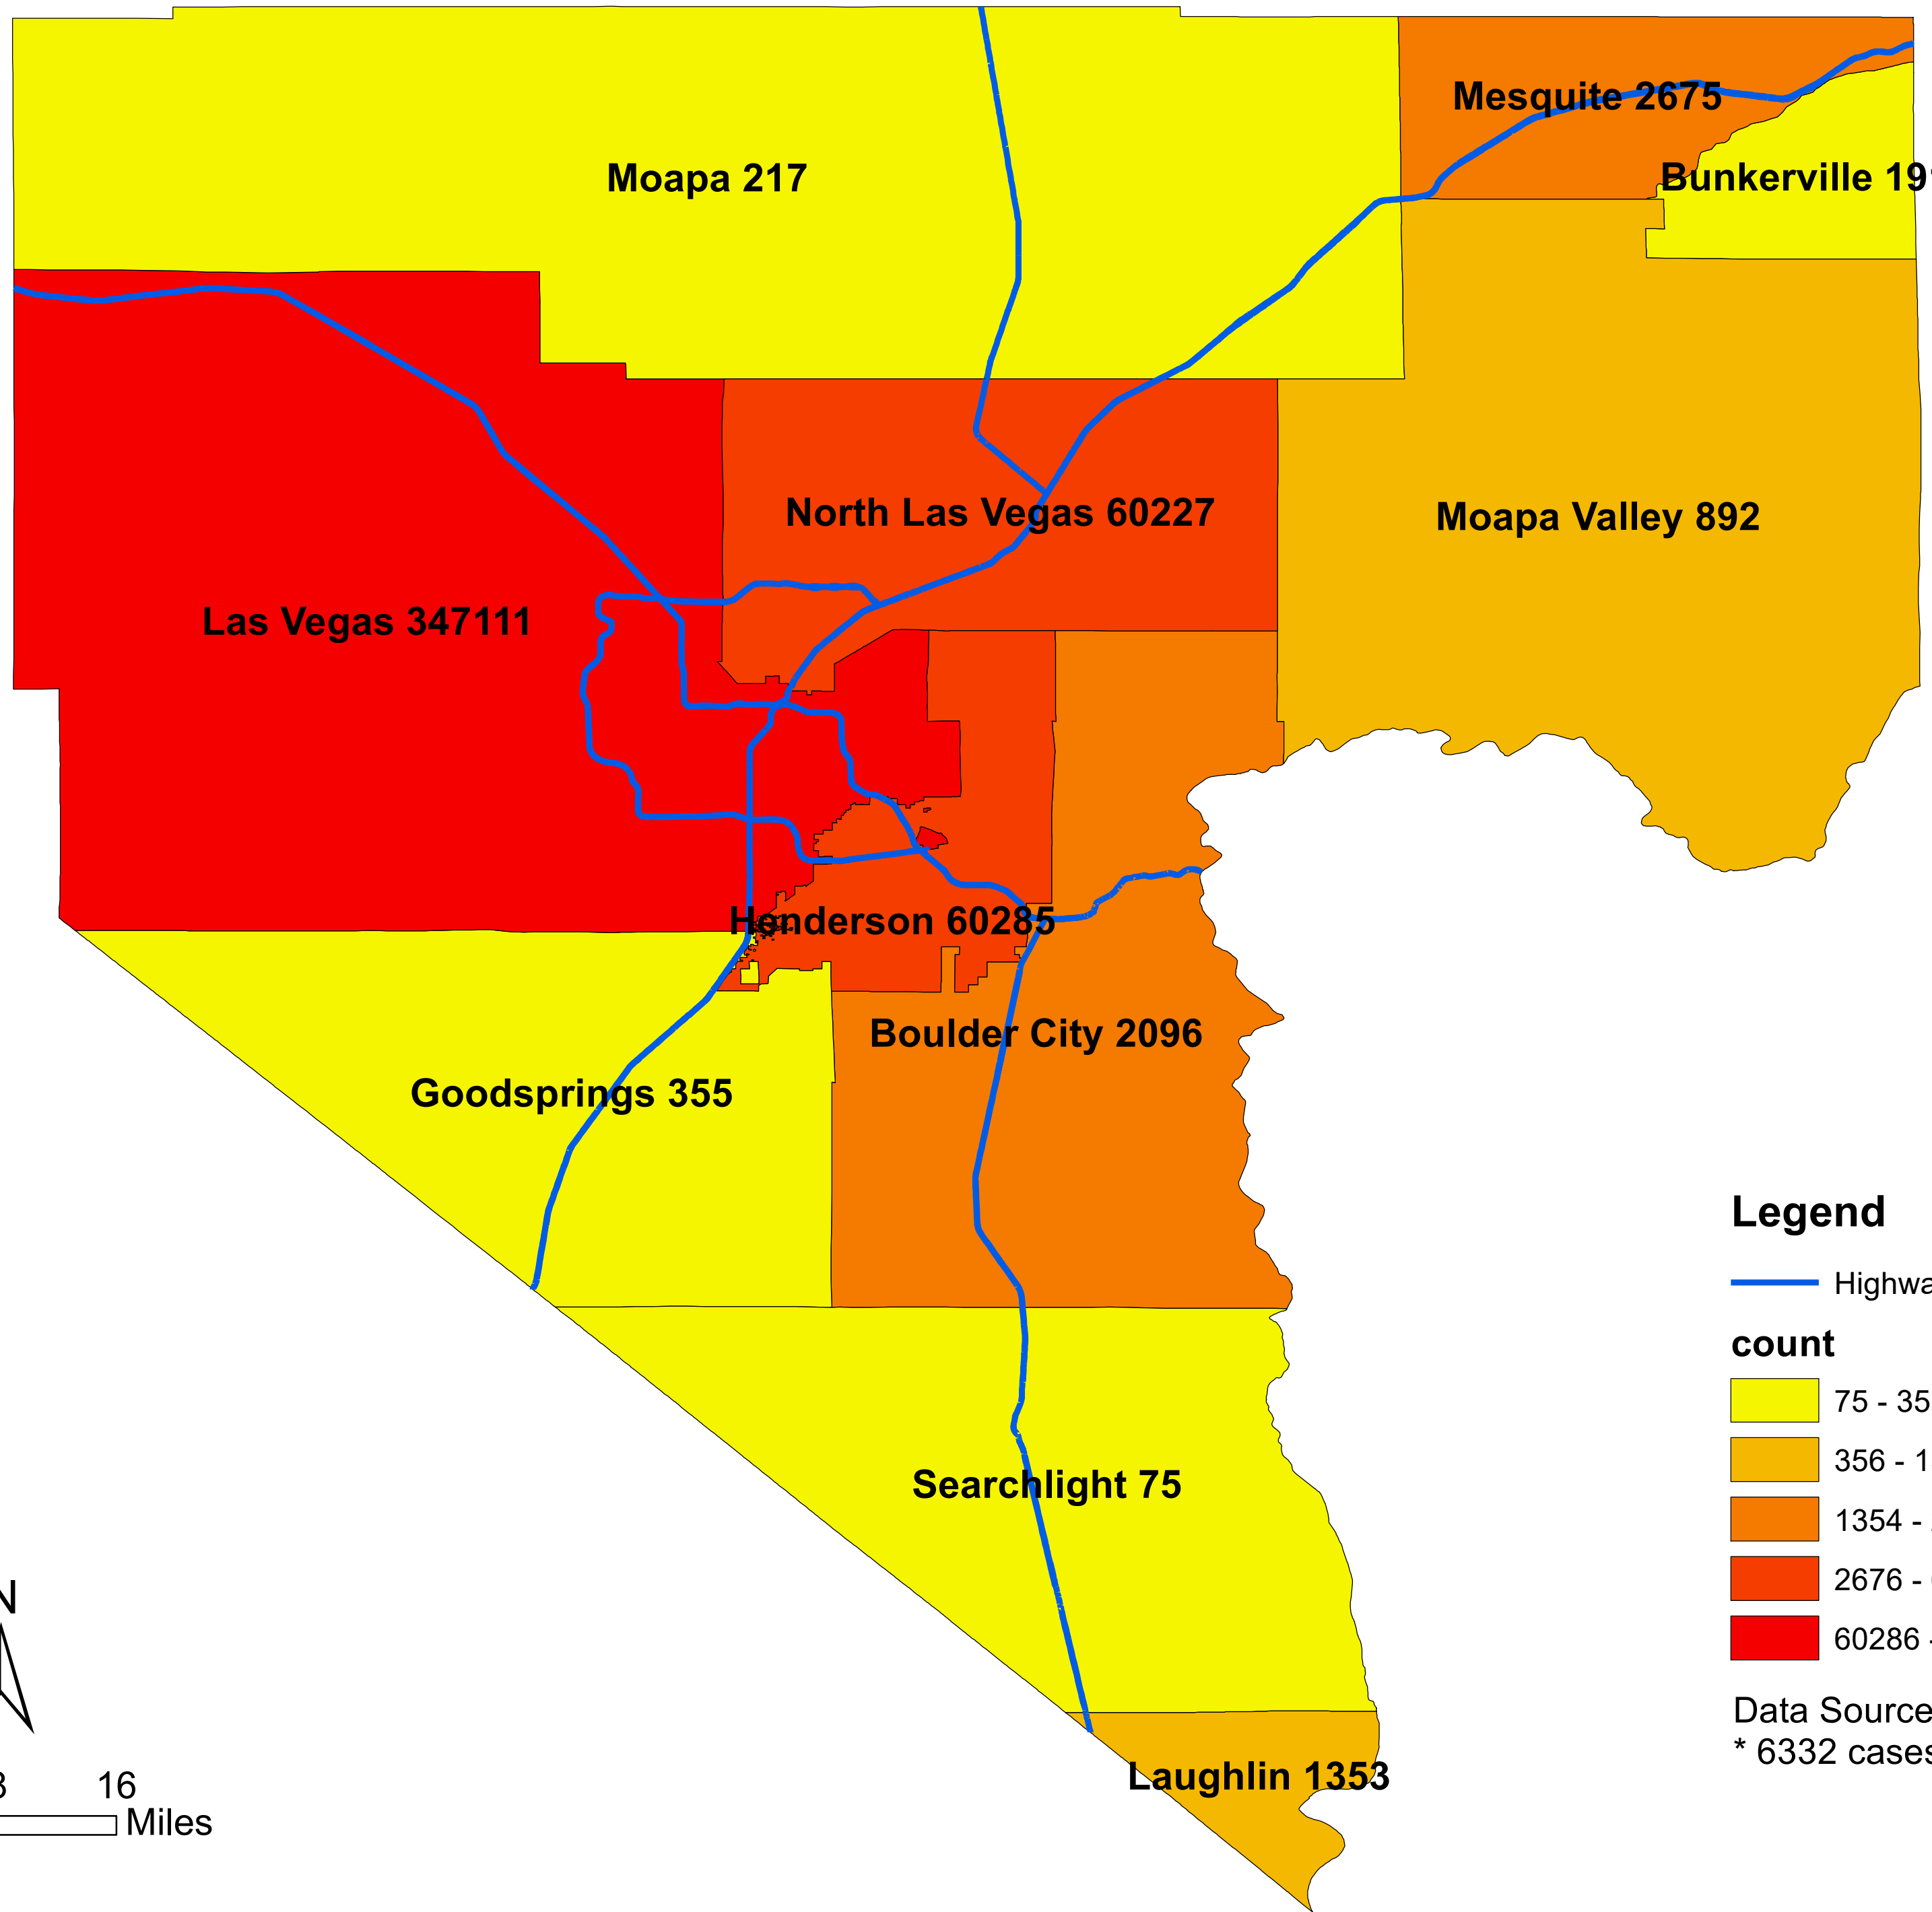 Mesquite 2675
Moapa 217
Bunkerville 19
North Las Vegas 60227
Moapa Valley 892
Las Vegas 347111
Henderson 60285
Boulder City 2096
Goodsprings 355
Legend
Highwa
count
75 - 35
356 - 1
Searchlight 75
1354 -
2676 -
60286 -
N
Data Source
* 6332 cases
Laughlin 1353
16
Miles